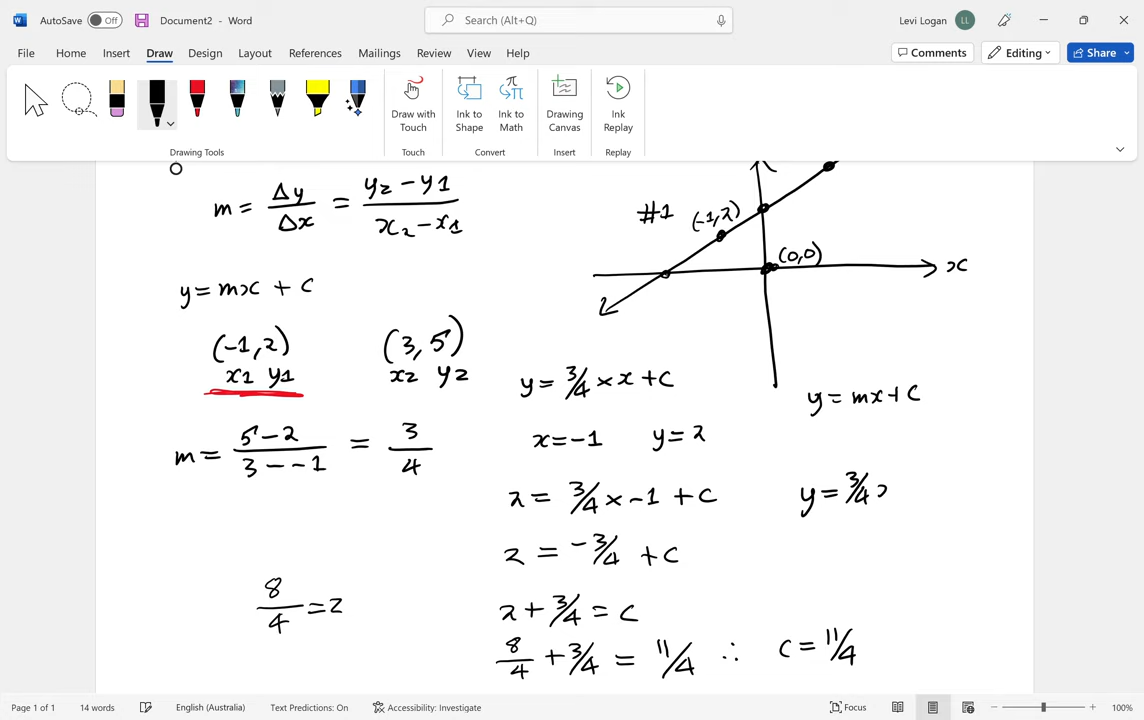 AutoSave Off Document2 - Word Search (Alt+Q) Levi Logan LL
File Home Insert Draw Design Layout References Mailings Review View Help Comments Editing Share
Draw with Touch Ink to Shape Ink to Math Drawing Canvas Ink Replay
Drawing Tools Touch Convert Insert Replay
m = Δy/Δx = (y2 - y1)/(x2 - x1)
#1 (-1,2)
(0,0)
x
y = mx + c
(-1,2) (3,5)
x1 y1 x2 y2
y = 3/4 × x + c
y = mx + c
m = (5-2)/(3--1) = 3/4
x = -1 y = 2
2 = 3/4 × -1 + c
y = 3/4
2 = -3/4 + c
8/4 = 2
2 + 3/4 = c
8/4 + 3/4 = 11/4 ∴ c = 11/4
Page 1 of 1 14 words English (Australia) Text Predictions: On Accessibility: Investigate Focus 100%